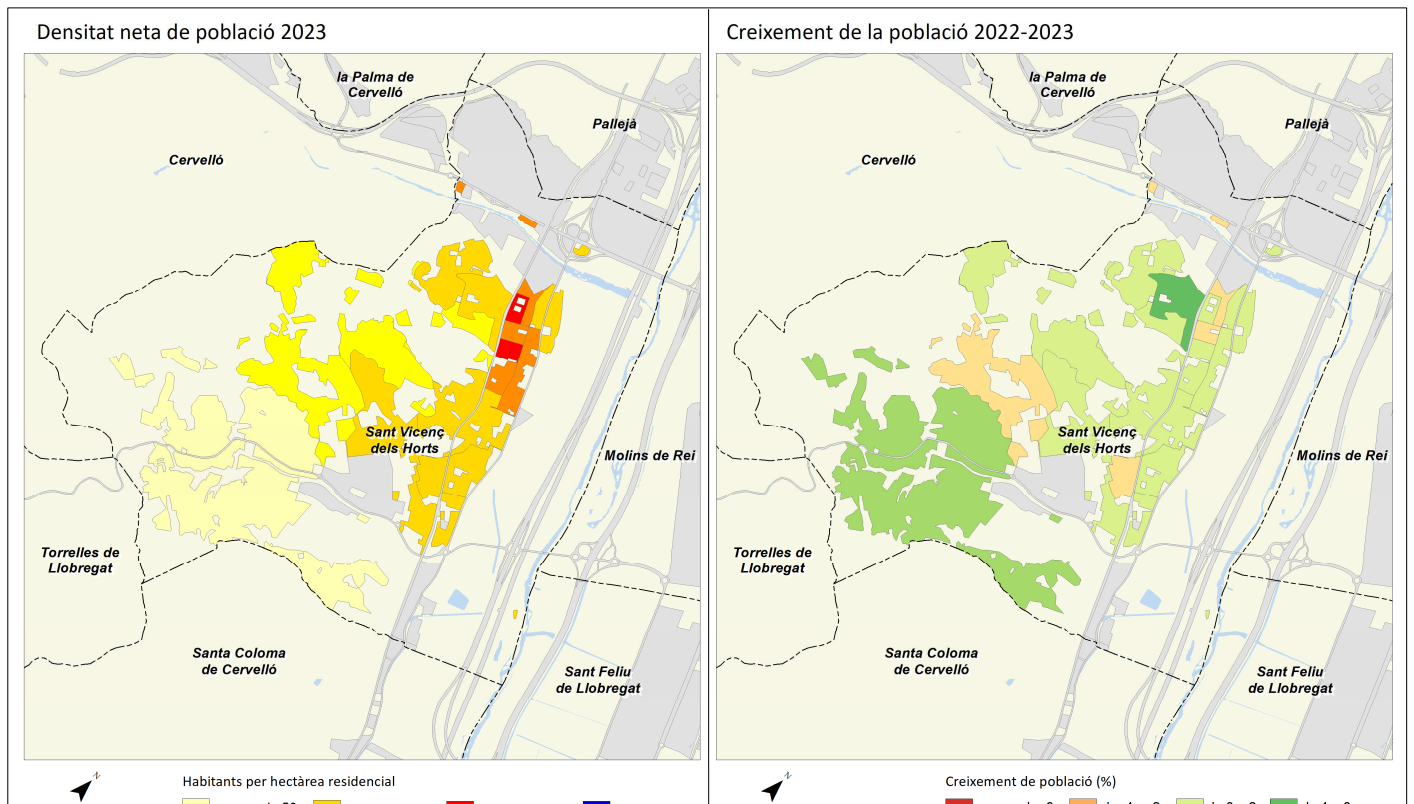 Densitat neta de població 2023
la Palma de
Cervelló
Pallejà
Cervelló
Sant Vicenç
dels Horts
Molins de Rei
Torrelles de
Llobregat
Santa Coloma
de Cervelló
Sant Feliu
de Llobregat
N
Habitants per hectàrea residencial
Creixement de la població 2022-2023
la Palma de
Cervelló
Pallejà
Cervelló
Sant Vicenç
dels Horts
Molins de Rei
Torrelles de
Llobregat
Santa Coloma
de Cervelló
Sant Feliu
de Llobregat
N
Creixement de població (%)